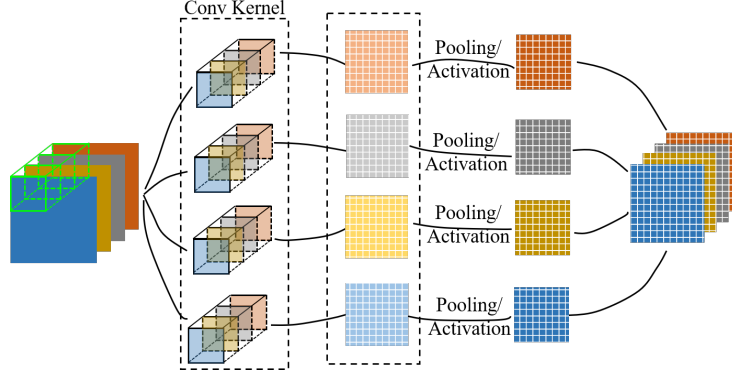 Conv Kernel
Pooling/
Activation
Pooling/
Activation
Pooling/
Activation
Pooling/
Activation